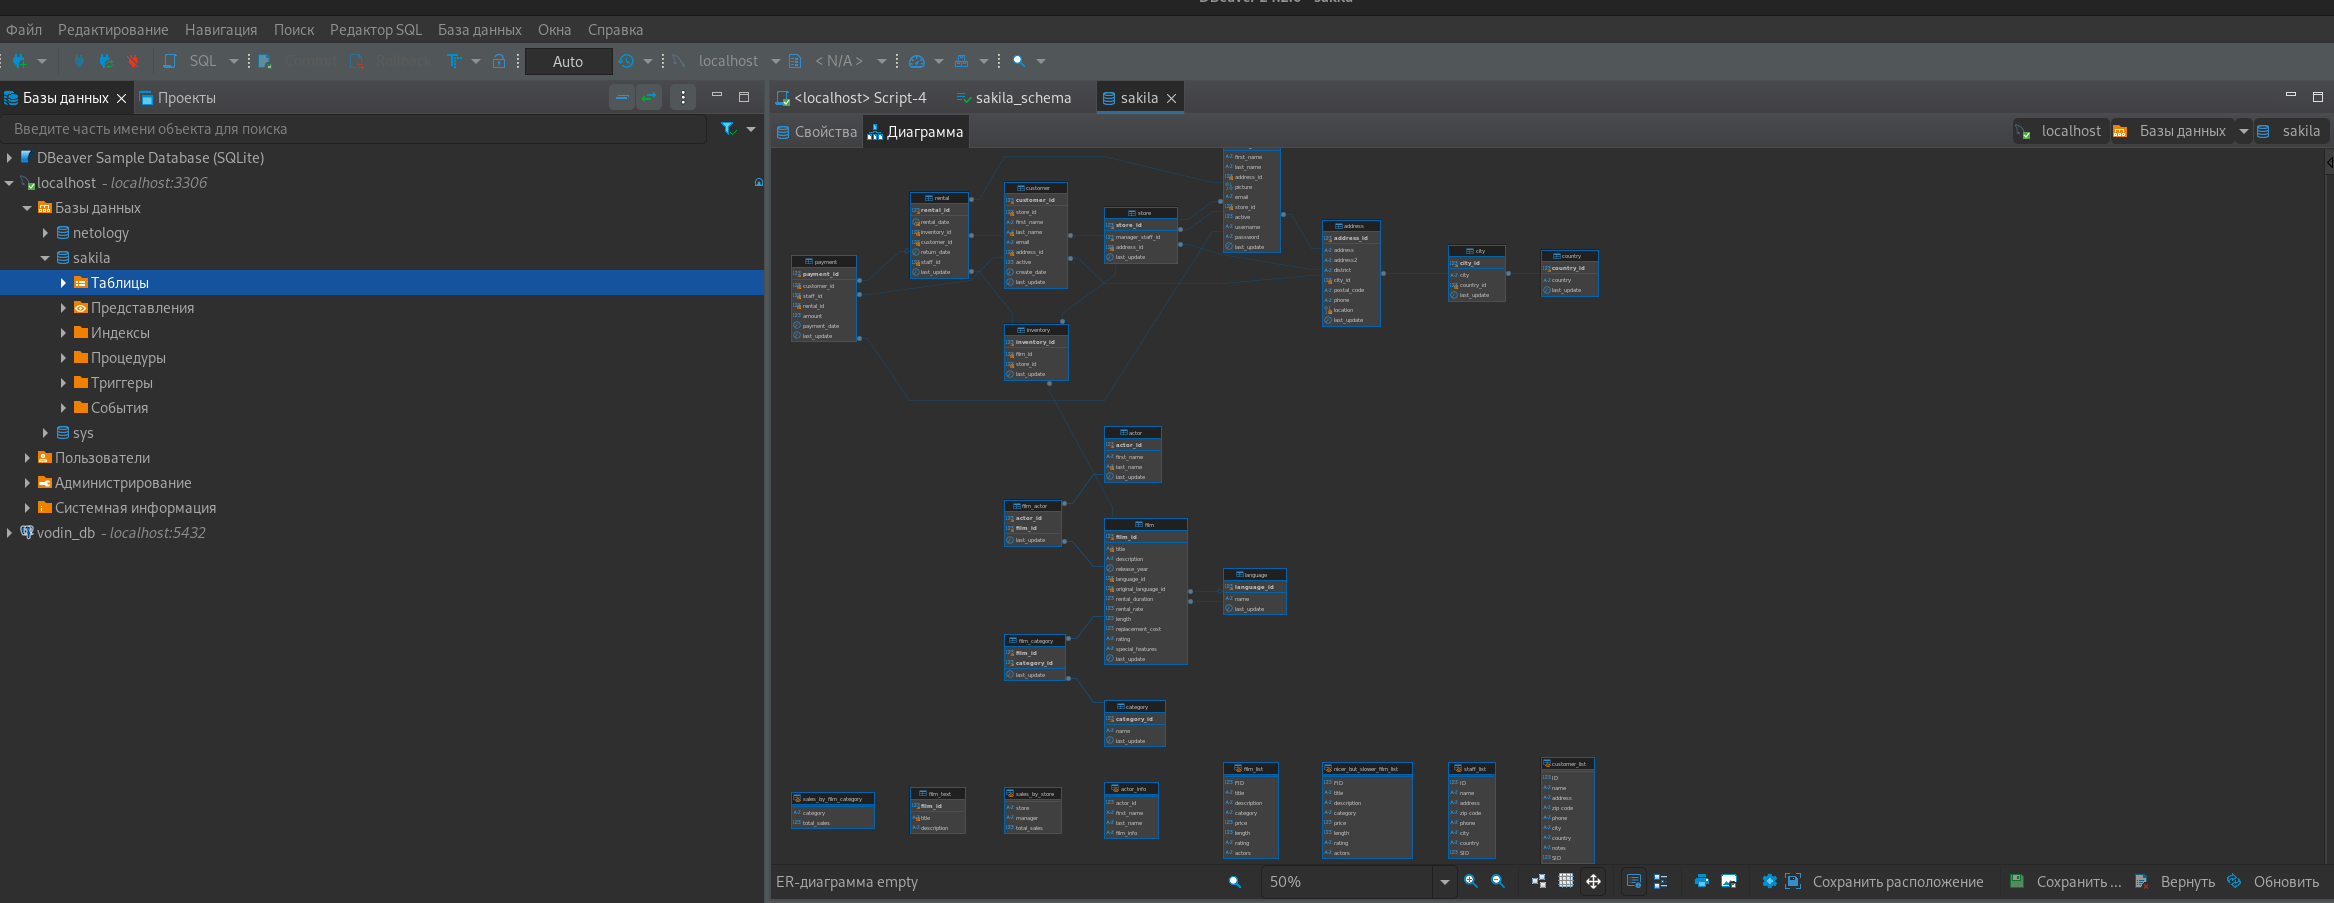 DBeaver 24.2.0 - sakila
Файл Редактирование Навигация Поиск Редактор SQL База данных Окна Справка
SQL Commit Rollback Auto localhost < N/A >
Базы данных Проекты
<localhost> Script-4 sakila_schema sakila
Введите часть имени объекта для поиска
Свойства Диаграмма
localhost Базы данных sakila
DBeaver Sample Database (SQLite)
localhost - localhost:3306
Базы данных
netology
sakila
Таблицы
Представления
Индексы
Процедуры
Триггеры
События
sys
Пользователи
Администрирование
Системная информация
vodin_db - localhost:5432
first_name
last_name
address_id
picture
email
store_id
active
username
password
last_update
rental
rental_id
rental_date
inventory_id
customer_id
return_date
staff_id
last_update
customer
customer_id
store_id
first_name
last_name
email
address_id
active
create_date
last_update
store
store_id
manager_staff_id
address_id
last_update
address
address_id
address
address2
district
city_id
postal_code
phone
location
last_update
city
city_id
city
country_id
last_update
country
country_id
country
last_update
payment
payment_id
customer_id
staff_id
rental_id
amount
payment_date
last_update
inventory
inventory_id
film_id
store_id
last_update
actor
actor_id
first_name
last_name
last_update
film_actor
actor_id
film_id
last_update
film
film_id
title
description
release_year
language_id
original_language_id
rental_duration
rental_rate
length
replacement_cost
rating
special_features
last_update
language
language_id
name
last_update
film_category
film_id
category_id
last_update
category
category_id
name
last_update
sales_by_film_category
category
total_sales
film_text
film_id
title
description
sales_by_store
store
manager
total_sales
actor_info
actor_id
first_name
last_name
film_info
film_list
FID
title
description
category
price
length
rating
actors
nicer_but_slower_film_list
FID
title
description
category
price
length
rating
actors
staff_list
ID
name
address
zip code
phone
city
country
SID
customer_list
ID
name
address
zip code
phone
city
country
notes
SID
ER-диаграмма empty 50% Сохранить расположение Сохранить ... Вернуть Обновить